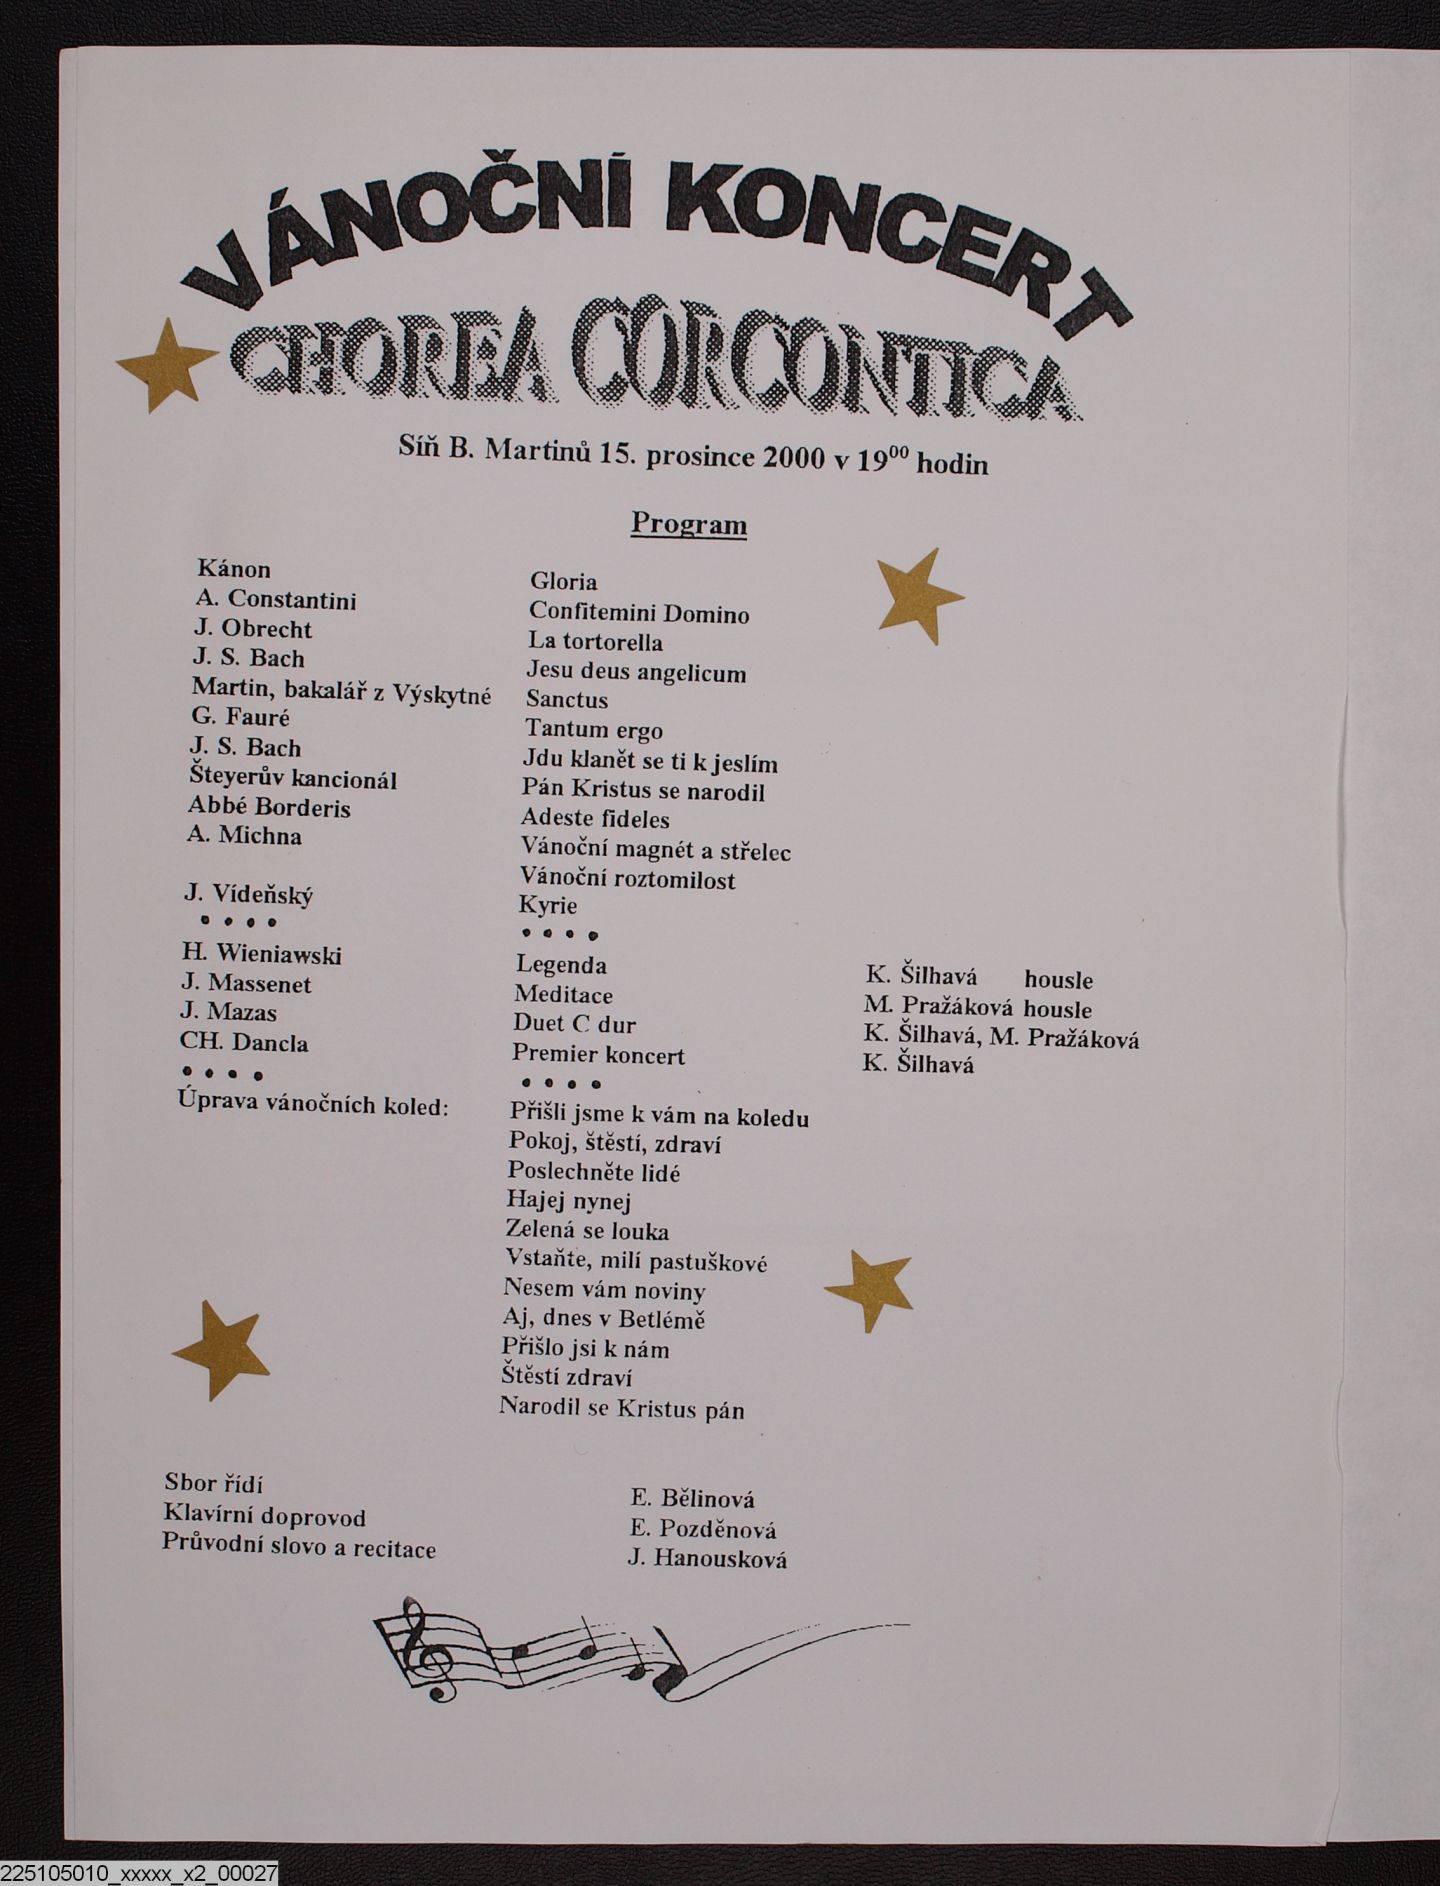 VÁNOČNÍ KONCERT
CHOREA CORCONTICA
Síň B. Martinů 15. prosince 2000 v 19⁰⁰ hodin
Program
Kánon Gloria
A. Constantini Confitemini Domino
J. Obrecht La tortorella
J. S. Bach Jesu deus angelicum
Martin, bakalář z Výskytné Sanctus
G. Fauré Tantum ergo
J. S. Bach Jdu klanět se ti k jeslím
Šteyerův kancionál Pán Kristus se narodil
Abbé Borderis Adeste fideles
A. Michna Vánoční magnét a střelec
Vánoční roztomilost
J. Vídeňský Kyrie
• • • • • • • •
H. Wieniawski Legenda K. Šilhavá housle
J. Massenet Meditace M. Pražáková housle
J. Mazas Duet C dur K. Šilhavá, M. Pražáková
CH. Dancla Premier koncert K. Šilhavá
• • • • • • • •
Úprava vánočních koled: Přišli jsme k vám na koledu
Pokoj, štěstí, zdraví
Poslechněte lidé
Hajej nynej
Zelená se louka
Vstaňte, milí pastuškové
Nesem vám noviny
Aj, dnes v Betlémě
Přišlo jsi k nám
Štěstí zdraví
Narodil se Kristus pán
Sbor řídí E. Bělinová
Klavírní doprovod E. Pozděnová
Průvodní slovo a recitace J. Hanousková
225105010_xxxxx_x2_00027